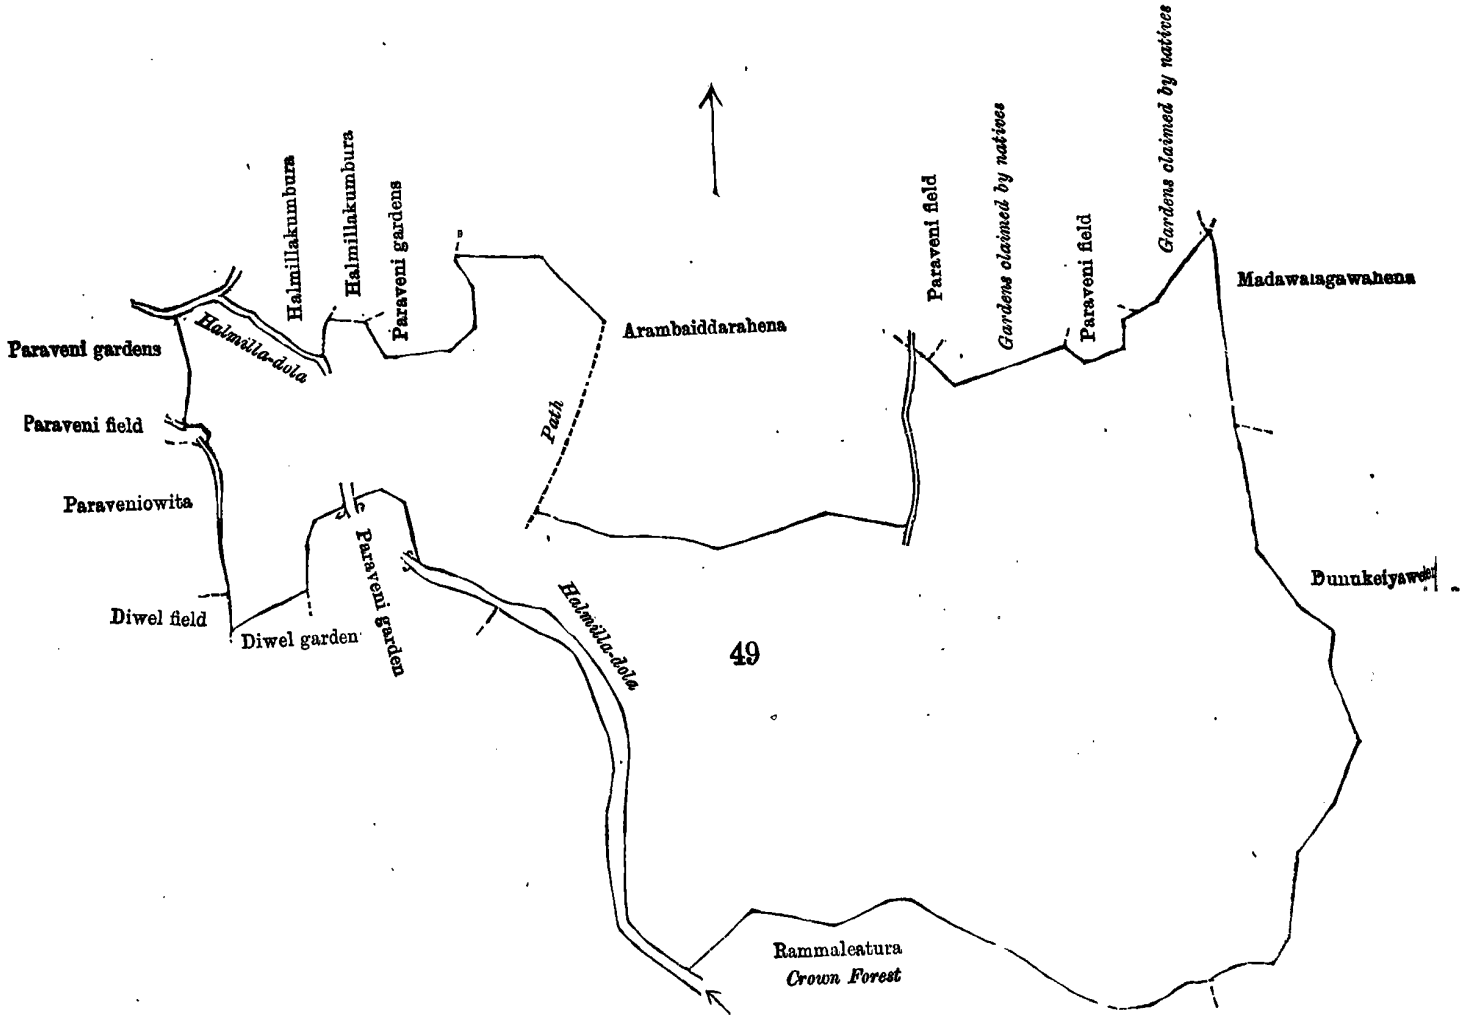 Gardens claimed by natives
Gardens claimed by natives
Halmillakumbura
Halmillakumbura
Paraveni gardens
Paraveni field
Paraveni field
Madawalagawahena
Halmilla-dola
Arambaiddarahena
Paraveni gardens
Path
Paraveni field
Paraveniowita
Paraveni garden
Halmilla-dola
Diwel field
Diwel garden
49
Rammaleatura
Crown Forest